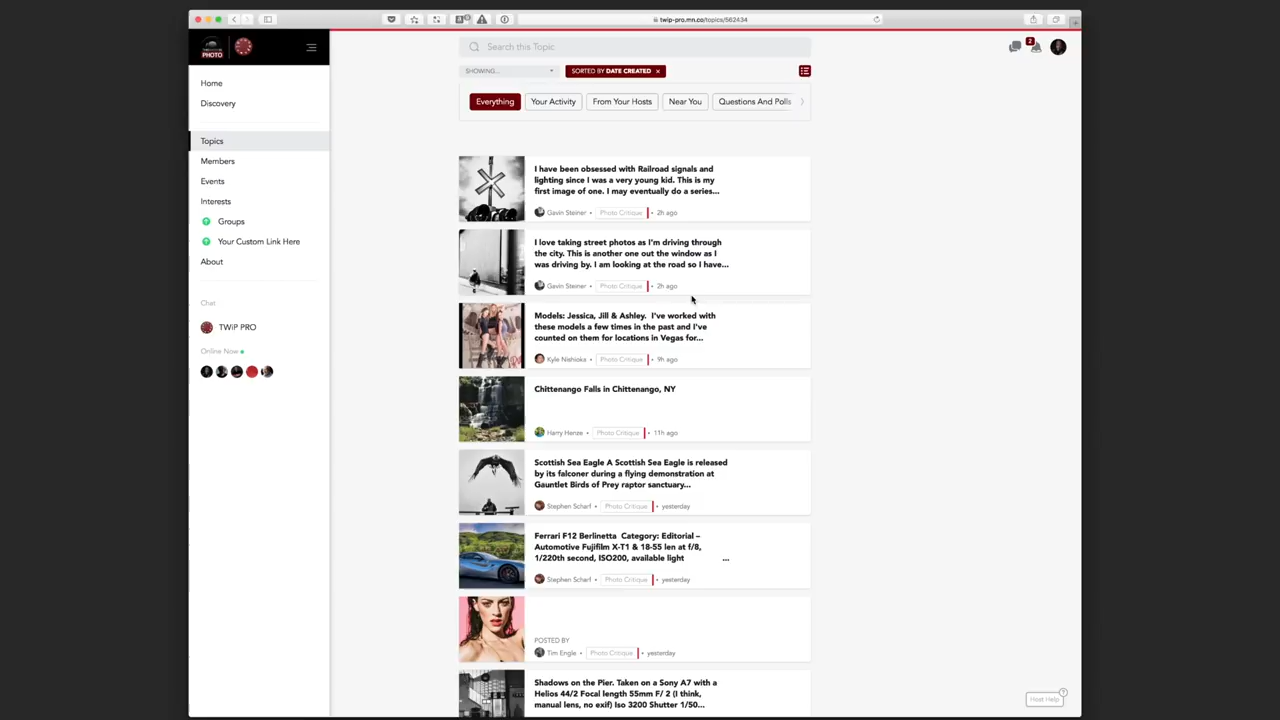 twip-pro.mn.co/topics/562434
PHOTO
Search this Topic
2
SHOWING...
SORTED BY DATE CREATED ×
Home
Discovery
Topics
Members
Events
Interests
Groups
Your Custom Link Here
About
Chat
TWiP PRO
Online Now
Everything
Your Activity
From Your Hosts
Near You
Questions And Polls
I have been obsessed with Railroad signals and
lighting since I was a very young kid. This is my
first image of one. I may eventually do a series...
Gavin Steiner • Photo Critique • 2h ago
I love taking street photos as I'm driving through
the city. This is another one out the window as I
was driving by. I am looking at the road so I have...
Gavin Steiner • Photo Critique • 2h ago
Models: Jessica, Jill & Ashley. I've worked with
these models a few times in the past and I've
counted on them for locations in Vegas for...
Kyle Nishioka • Photo Critique • 9h ago
Chittenango Falls in Chittenango, NY
Harry Henze • Photo Critique • 11h ago
Scottish Sea Eagle A Scottish Sea Eagle is released
by its falconer during a flying demonstration at
Gauntlet Birds of Prey raptor sanctuary...
Stephen Scharf • Photo Critique • yesterday
Ferrari F12 Berlinetta Category: Editorial –
Automotive Fujifilm X-T1 & 18-55 len at f/8,
1/220th second, ISO200, available light ...
Stephen Scharf • Photo Critique • yesterday
POSTED BY
Tim Engle • Photo Critique • yesterday
Shadows on the Pier. Taken on a Sony A7 with a
Helios 44/2 Focal length 55mm F/ 2 (I think,
manual lens, no exif) Iso 3200 Shutter 1/50...
Host Help
?